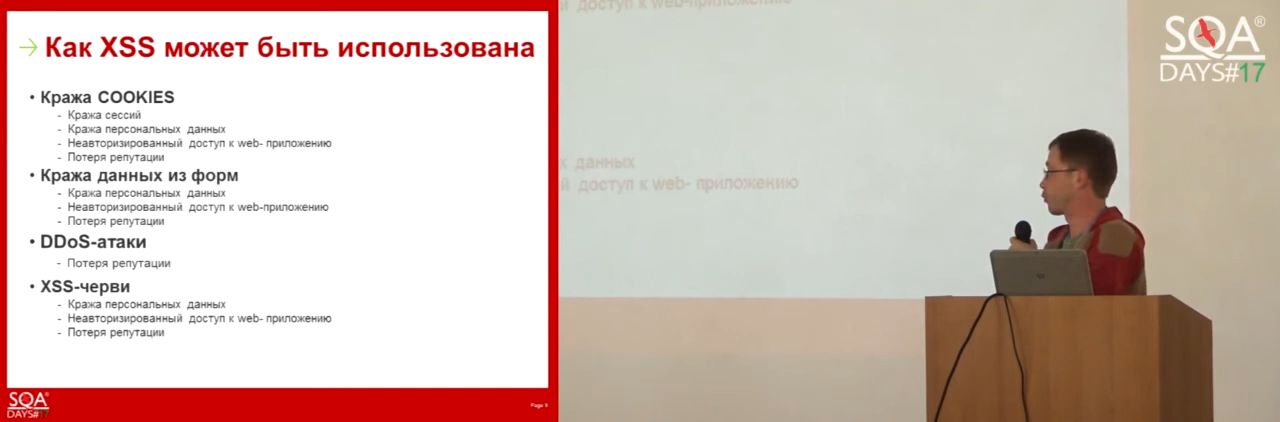 Как XSS может быть использована
• Кража COOKIES
- Кража сессий
- Кража персональных данных
- Неавторизированный доступ к web- приложению
- Потеря репутации
• Кража данных из форм
- Кража персональных данных
- Неавторизированный доступ к web-приложению
- Потеря репутации
• DDoS-атаки
- Потеря репутации
• XSS-черви
- Кража персональных данных
- Неавторизированный доступ к web- приложению
- Потеря репутации
SQA®
DAYS#17
Page 9
доступ к web-приложению
х данных
й доступ к web- приложению
SQA®
DAYS#17